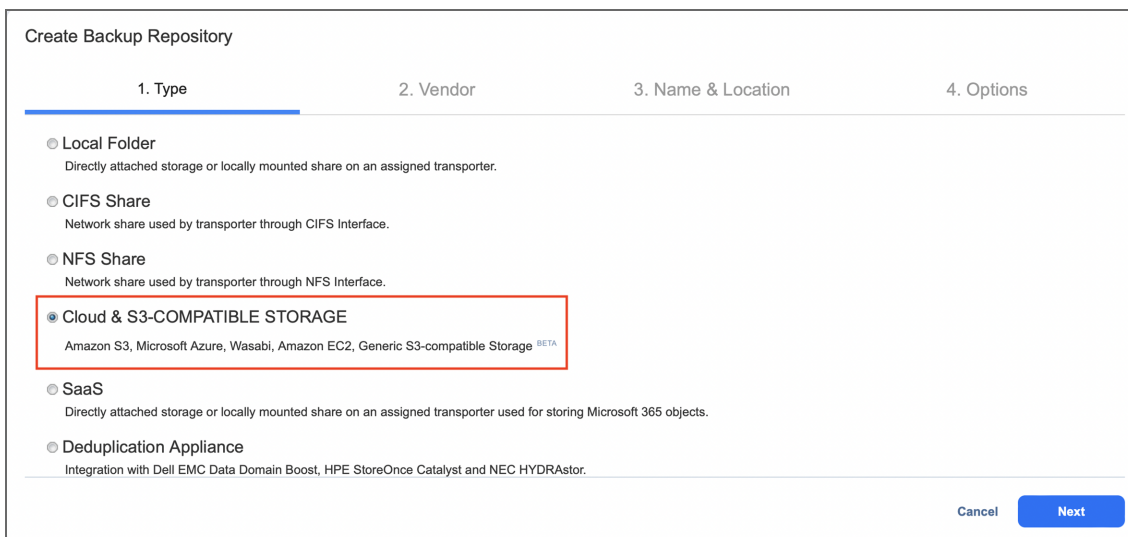 Create Backup Repository
1. Type
2. Vendor
3. Name & Location
4. Options
Local Folder
Directly attached storage or locally mounted share on an assigned transporter.
CIFS Share
Network share used by transporter through CIFS Interface.
NFS Share
Network share used by transporter through NFS Interface.
Cloud & S3-COMPATIBLE STORAGE
Amazon S3, Microsoft Azure, Wasabi, Amazon EC2, Generic S3-compatible Storage BETA
SaaS
Directly attached storage or locally mounted share on an assigned transporter used for storing Microsoft 365 objects.
Deduplication Appliance
Integration with Dell EMC Data Domain Boost, HPE StoreOnce Catalyst and NEC HYDRAstor.
Cancel
Next